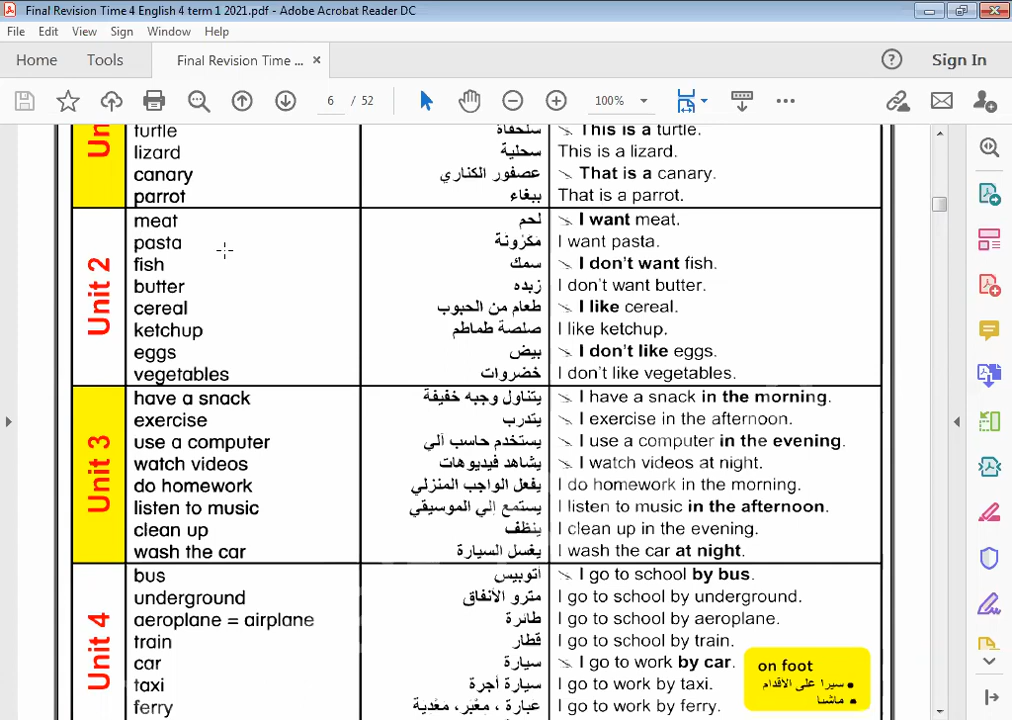 Final Revision Time 4 English 4 term 1 2021.pdf - Adobe Acrobat Reader DC
File Edit View Sign Window Help
Home Tools Final Revision Time ... × Sign In
6 / 52 100%
turtle سلحفاة This is a turtle.
lizard سحلية This is a lizard.
canary عصفور الكناري That is a canary.
parrot ببغاء That is a parrot.
Unit 2
meat لحم I want meat.
pasta مكرونة I want pasta.
fish سمك I don't want fish.
butter زبده I don't want butter.
cereal طعام من الحبوب I like cereal.
ketchup صلصة طماطم I like ketchup.
eggs بيض I don't like eggs.
vegetables خضروات I don't like vegetables.
Unit 3
have a snack يتناول وجبه خفيفة I have a snack in the morning.
exercise يتدرب I exercise in the afternoon.
use a computer يستخدم حاسب آلي I use a computer in the evening.
watch videos يشاهد فيديوهات I watch videos at night.
do homework يفعل الواجب المنزلي I do homework in the morning.
listen to music يستمع إلي الموسيقي I listen to music in the afternoon.
clean up ينظف I clean up in the evening.
wash the car يغسل السيارة I wash the car at night.
Unit 4
bus أتوبيس I go to school by bus.
underground مترو الأنفاق I go to school by underground.
aeroplane = airplane طائرة I go to school by aeroplane.
train قطار I go to school by train.
car سيارة I go to work by car.
taxi سيارة أجرة I go to work by taxi.
ferry عبارة ، معبر، معدية I go to work by ferry.
on foot
• سيرا على الاقدام
• ماشيا